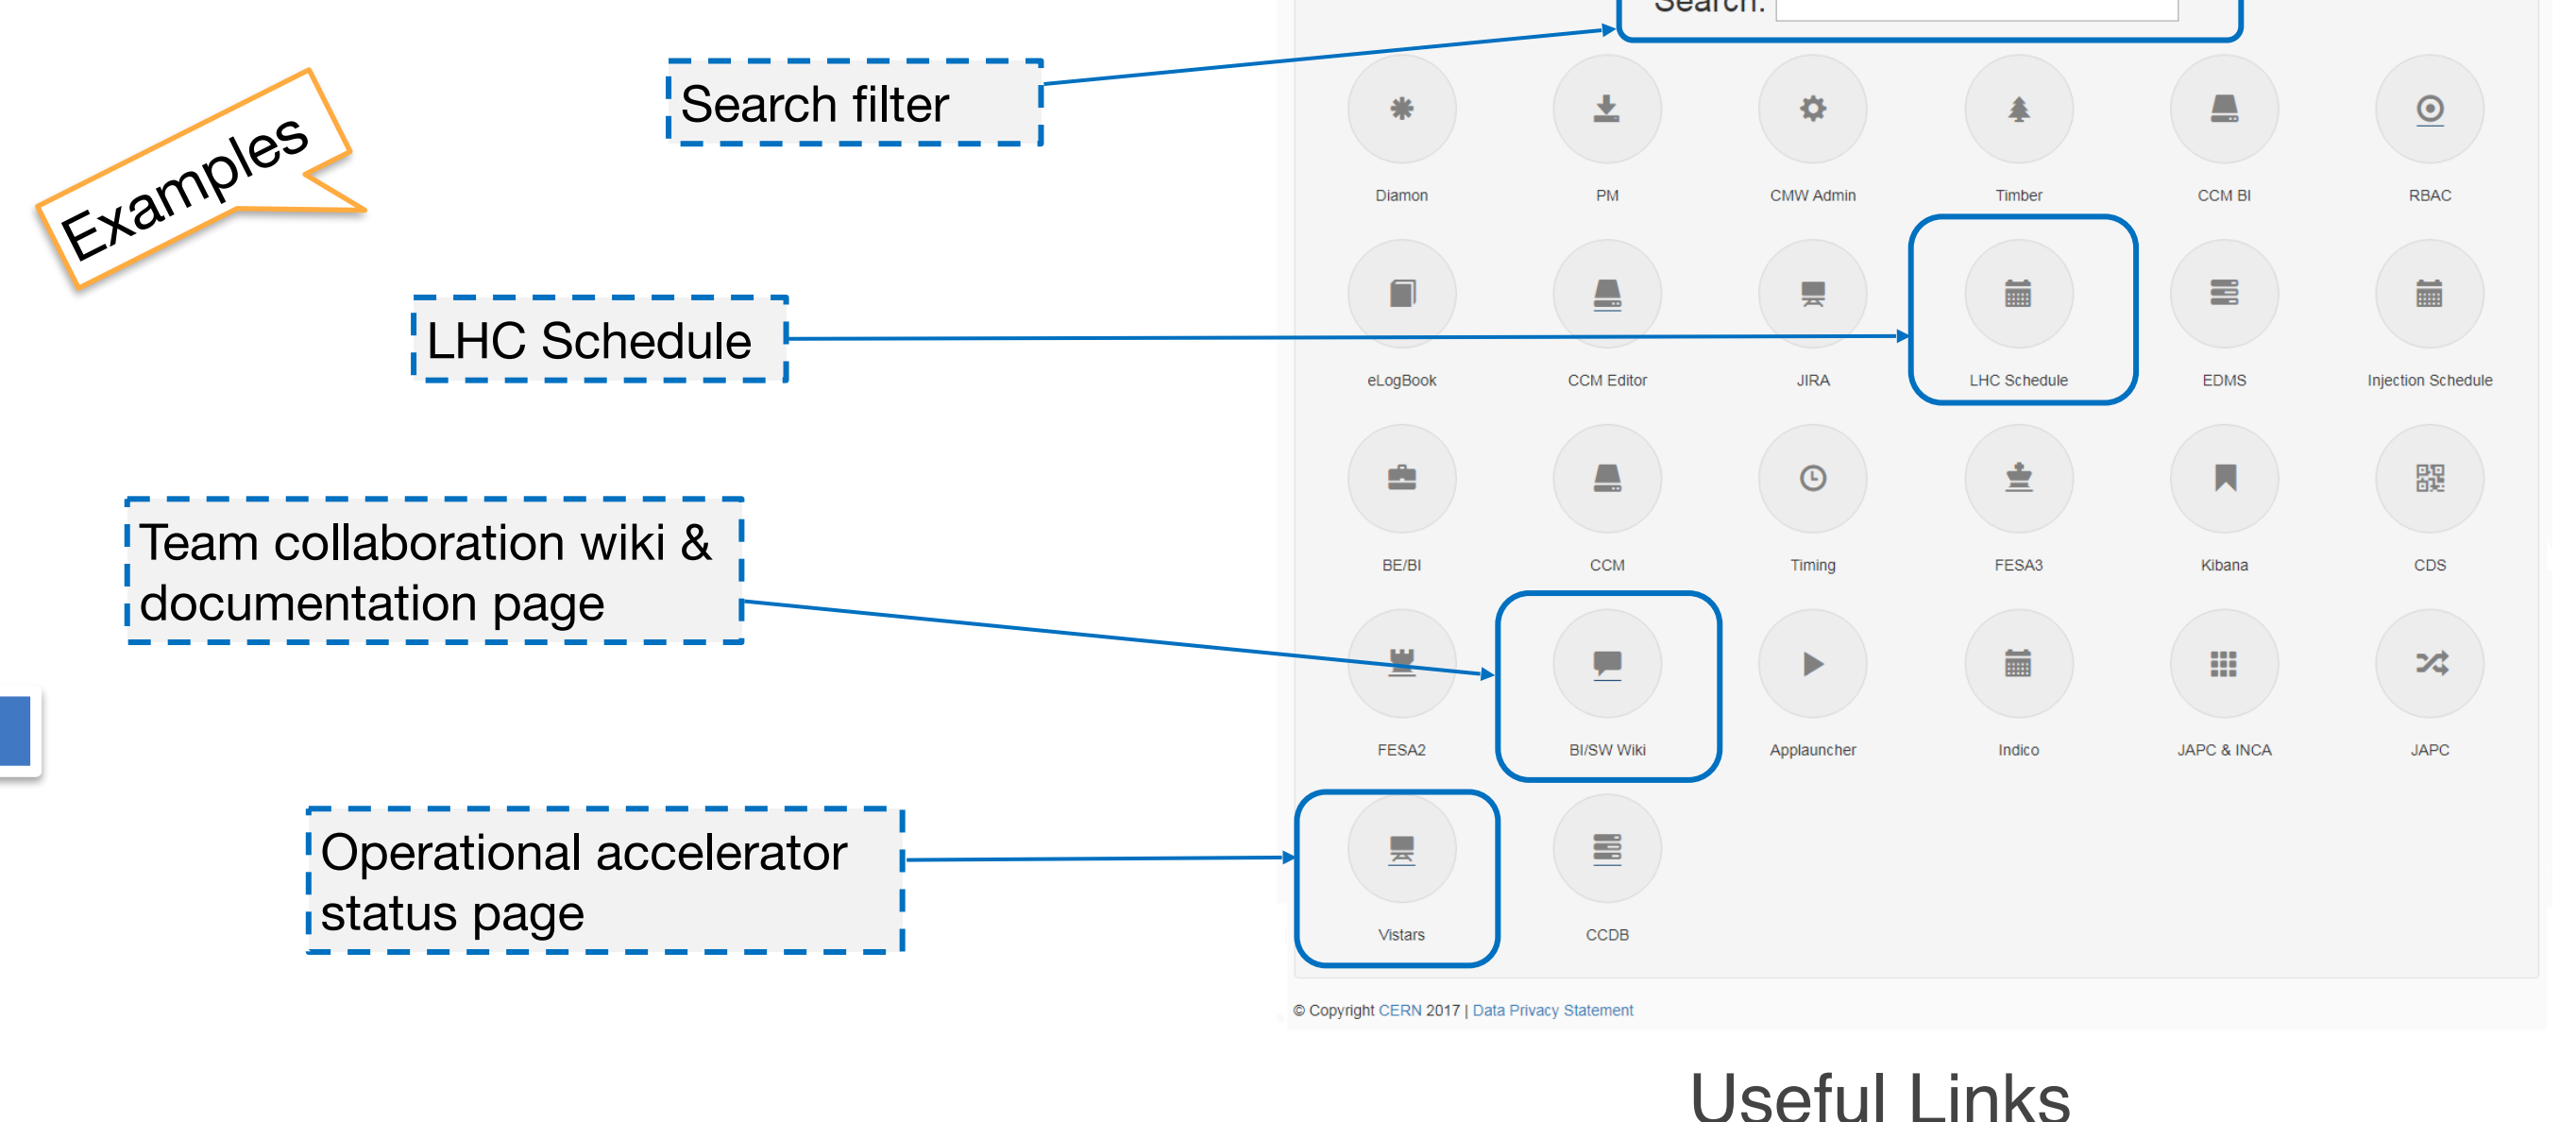 Search:
Search filter
Examples
Diamon PM CMW Admin Timber CCM BI RBAC
LHC Schedule
eLogBook CCM Editor JIRA LHC Schedule EDMS Injection Schedule
Team collaboration wiki &
documentation page
BE/BI CCM Timing FESA3 Kibana CDS
FESA2 BI/SW Wiki Applauncher Indico JAPC & INCA JAPC
Operational accelerator
status page
Vistars CCDB
© Copyright CERN 2017 | Data Privacy Statement
Useful Links